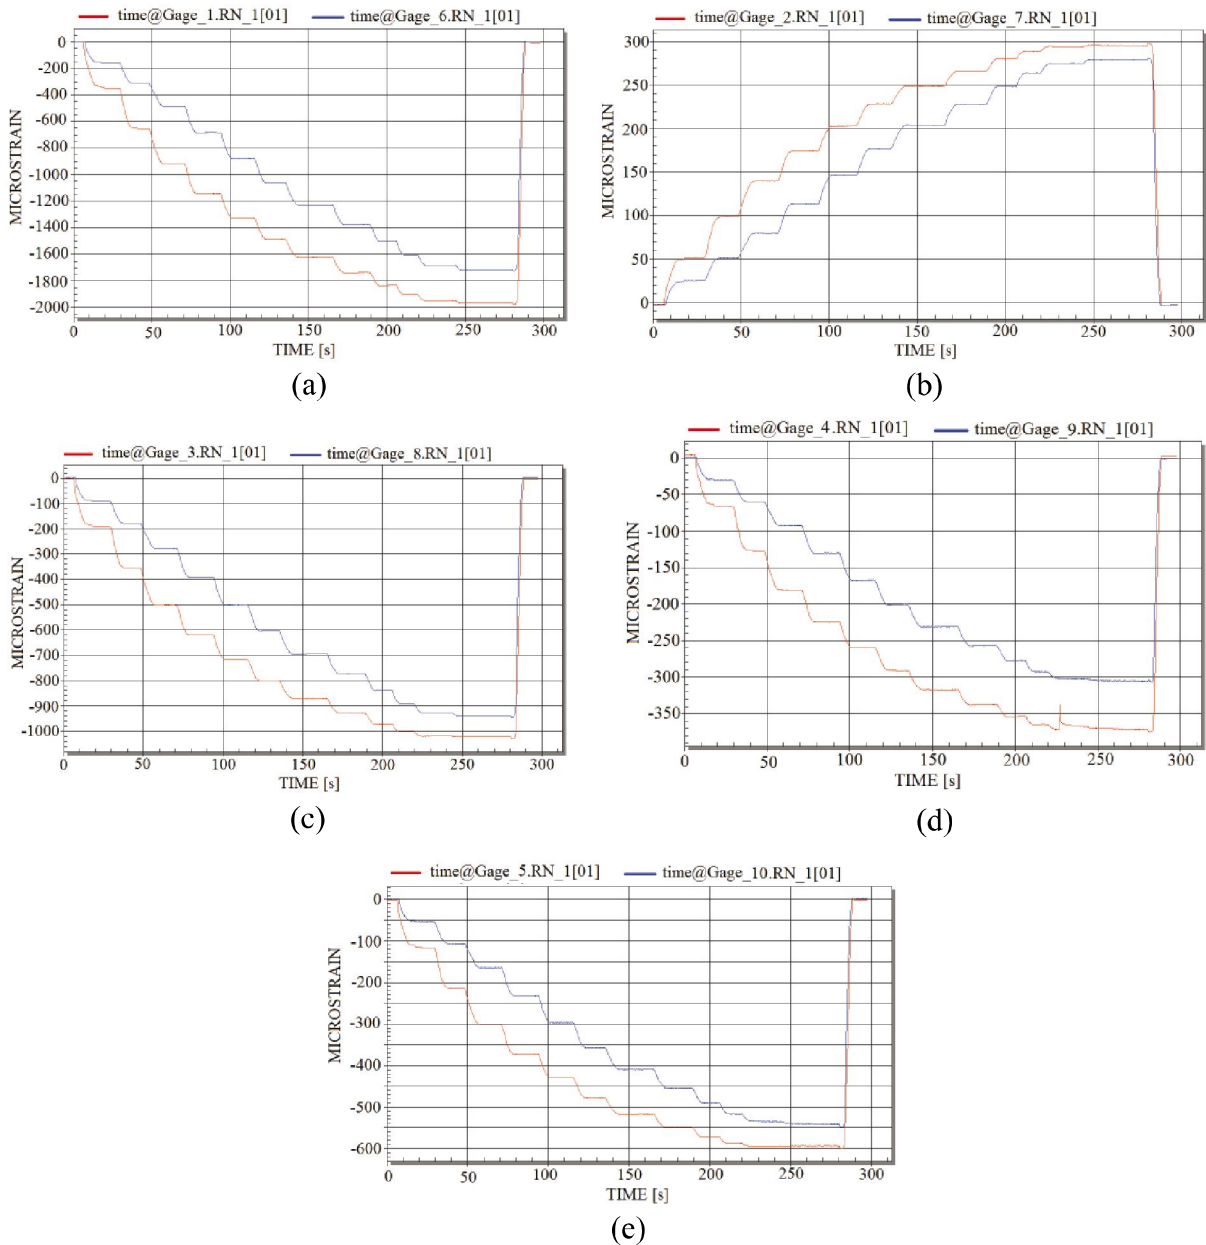 time@Gage_1.RN_1[01] time@Gage_6.RN_1[01]
MICROSTRAIN
0
-200
-400
-600
-800
-1000
-1200
-1400
-1600
-1800
-2000
0 50 100 150 200 250 300
TIME [s]
(a)
time@Gage_2.RN_1[01] time@Gage_7.RN_1[01]
MICROSTRAIN
300
250
200
150
100
50
0
0 50 100 150 200 250 300
TIME [s]
(b)
time@Gage_3.RN_1[01] time@Gage_8.RN_1[01]
MICROSTRAIN
0
-100
-200
-300
-400
-500
-600
-700
-800
-900
-1000
0 50 100 150 200 250 300
TIME [s]
(c)
time@Gage_4.RN_1[01] time@Gage_9.RN_1[01]
MICROSTRAIN
0
-50
-100
-150
-200
-250
-300
-350
0 50 100 150 200 250 300
TIME [s]
(d)
time@Gage_5.RN_1[01] time@Gage_10.RN_1[01]
MICROSTRAIN
0
-100
-200
-300
-400
-500
-600
0 50 100 150 200 250 300
TIME [s]
(e)